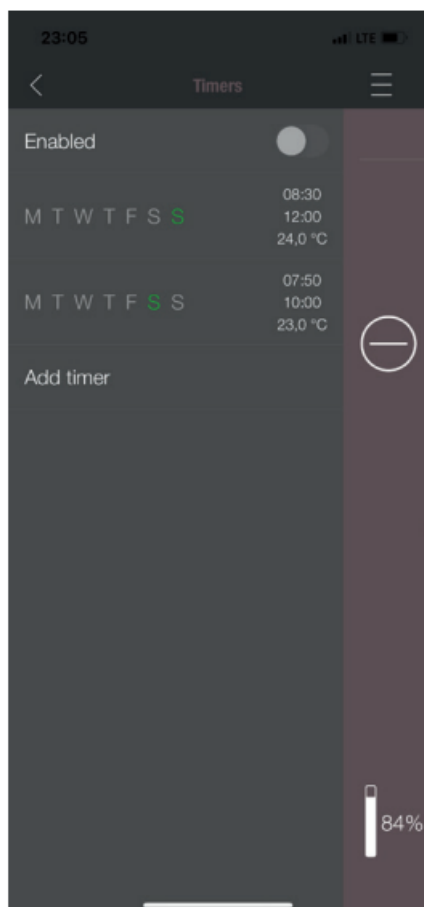 23:05 LTE
Timers
Enabled
M T W T F S S
08:30
12:00
24,0 °C
M T W T F S S
07:50
10:00
23,0 °C
Add timer
84%